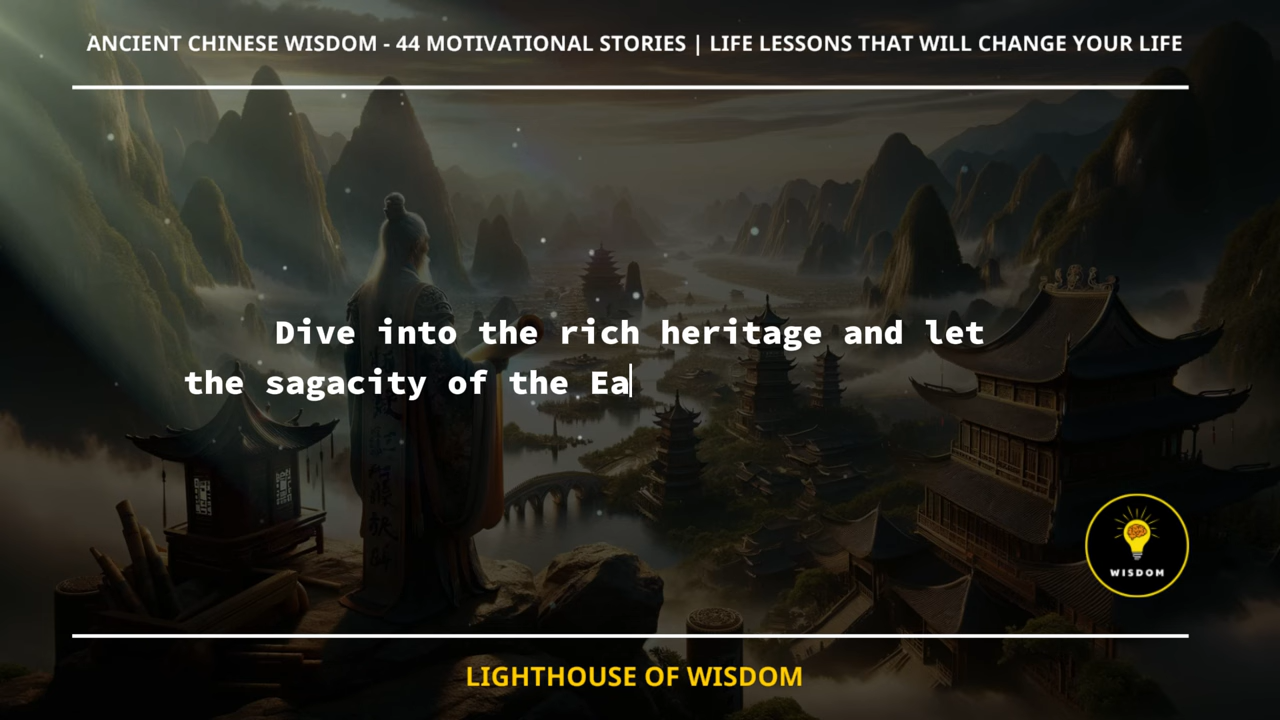 ANCIENT CHINESE WISDOM - 44 MOTIVATIONAL STORIES | LIFE LESSONS THAT WILL CHANGE YOUR LIFE
Dive into the rich heritage and let
the sagacity of the Ea
WISDOM
LIGHTHOUSE OF WISDOM